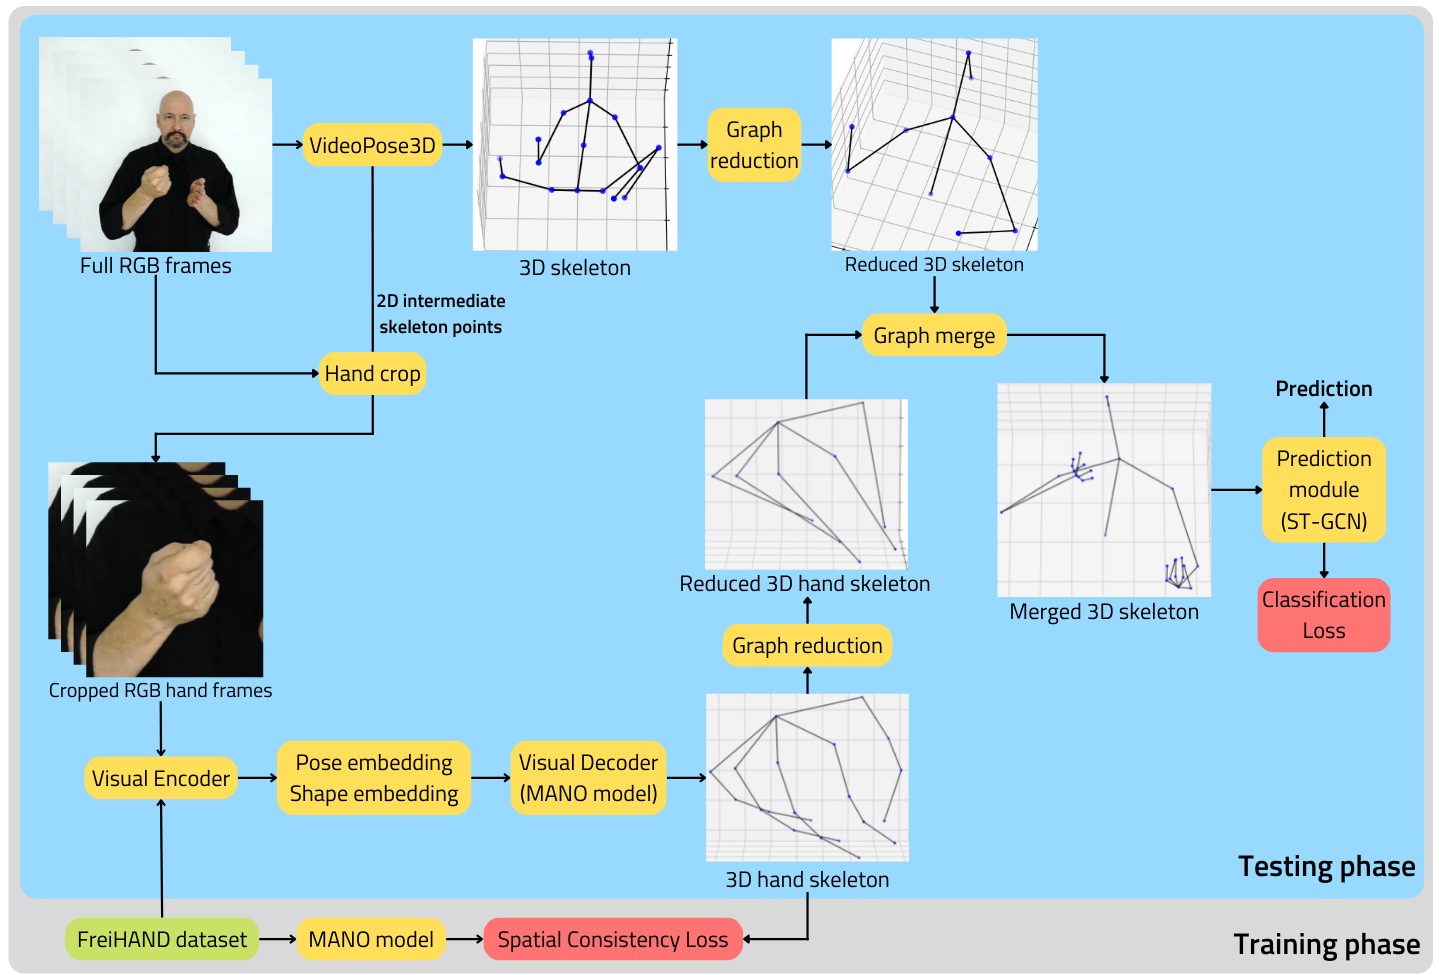 VideoPose3D
Graph
reduction
Full RGB frames
3D skeleton
Reduced 3D skeleton
2D intermediate
skeleton points
Graph merge
Hand crop
Prediction
Prediction
module
(ST-GCN)
Reduced 3D hand skeleton
Merged 3D skeleton
Classification
Loss
Graph reduction
Cropped RGB hand frames
Visual Encoder
Pose embedding
Shape embedding
Visual Decoder
(MANO model)
3D hand skeleton
Testing phase
FreiHAND dataset
MANO model
Spatial Consistency Loss
Training phase